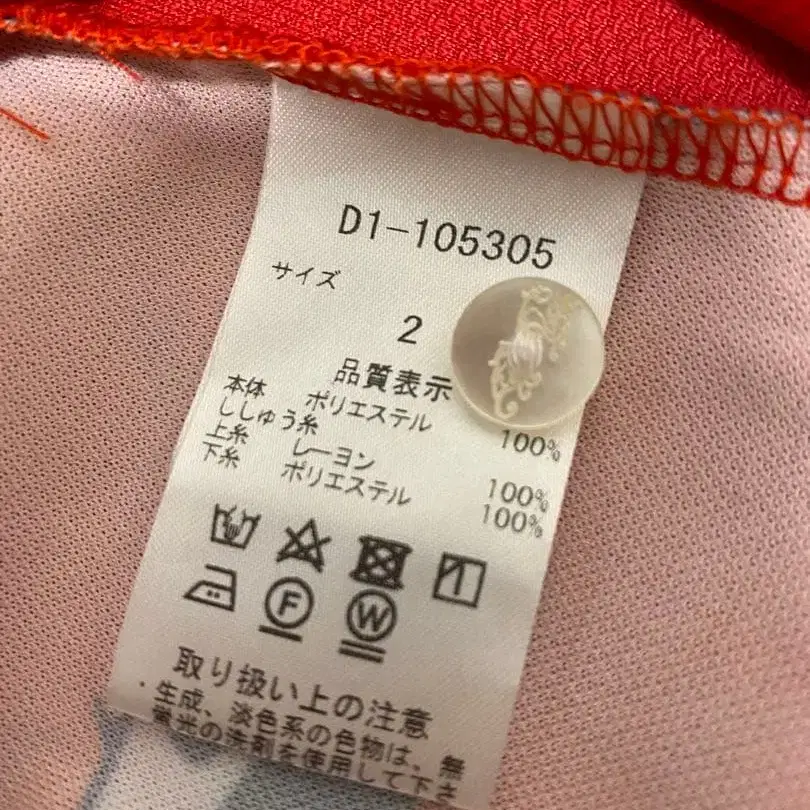 D1-105305
サイズ
2
品質表示
本体 ポリエステル 100%
ししゅう糸
上糸 レーヨン 100%
下糸 ポリエステル 100%
F W
取り扱い上の注意
・生成、淡色系の色物は、無
蛍光の洗剤を使用して下さ